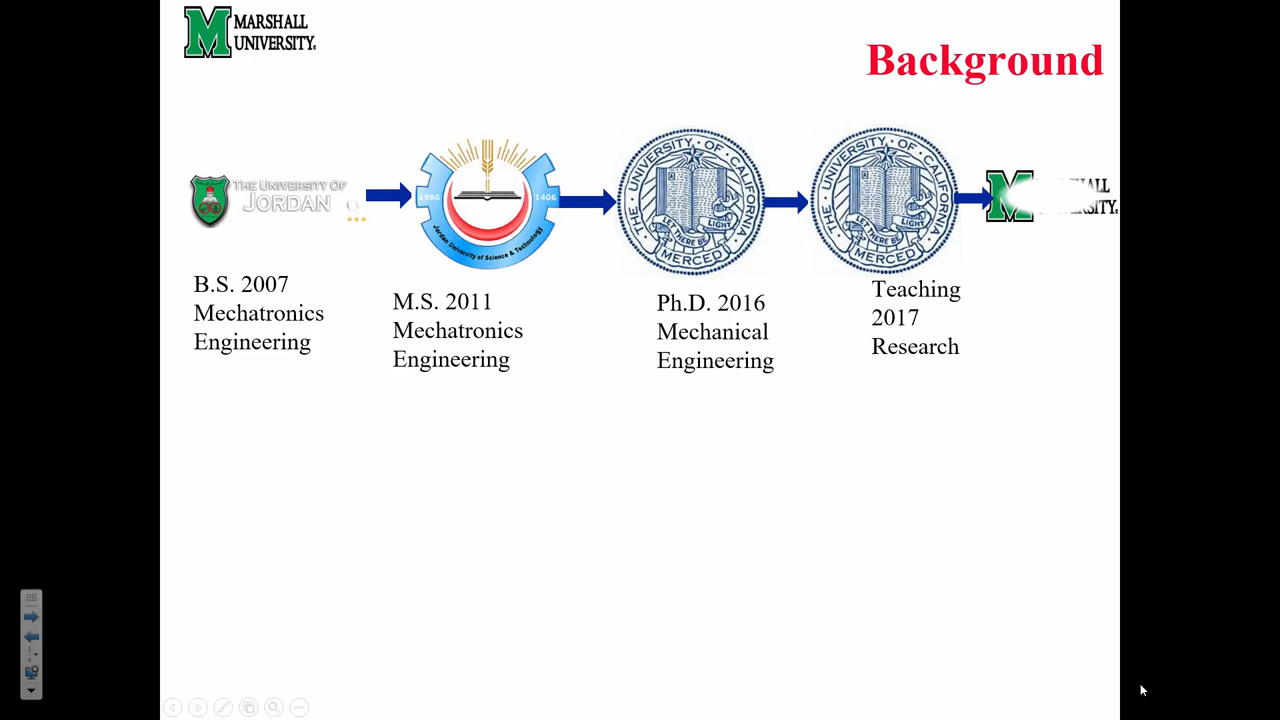 MARSHALL
UNIVERSITY.
Background
THE UNIVERSITY OF
JORDAN
1986
1406
Jordan University of Science & Technology
THE UNIVERSITY OF CALIFORNIA
LET THERE BE LIGHT
MERCED
THE UNIVERSITY OF CALIFORNIA
LET THERE BE LIGHT
MERCED
B.S. 2007
Mechatronics
Engineering
M.S. 2011
Mechatronics
Engineering
Ph.D. 2016
Mechanical
Engineering
Teaching
2017
Research